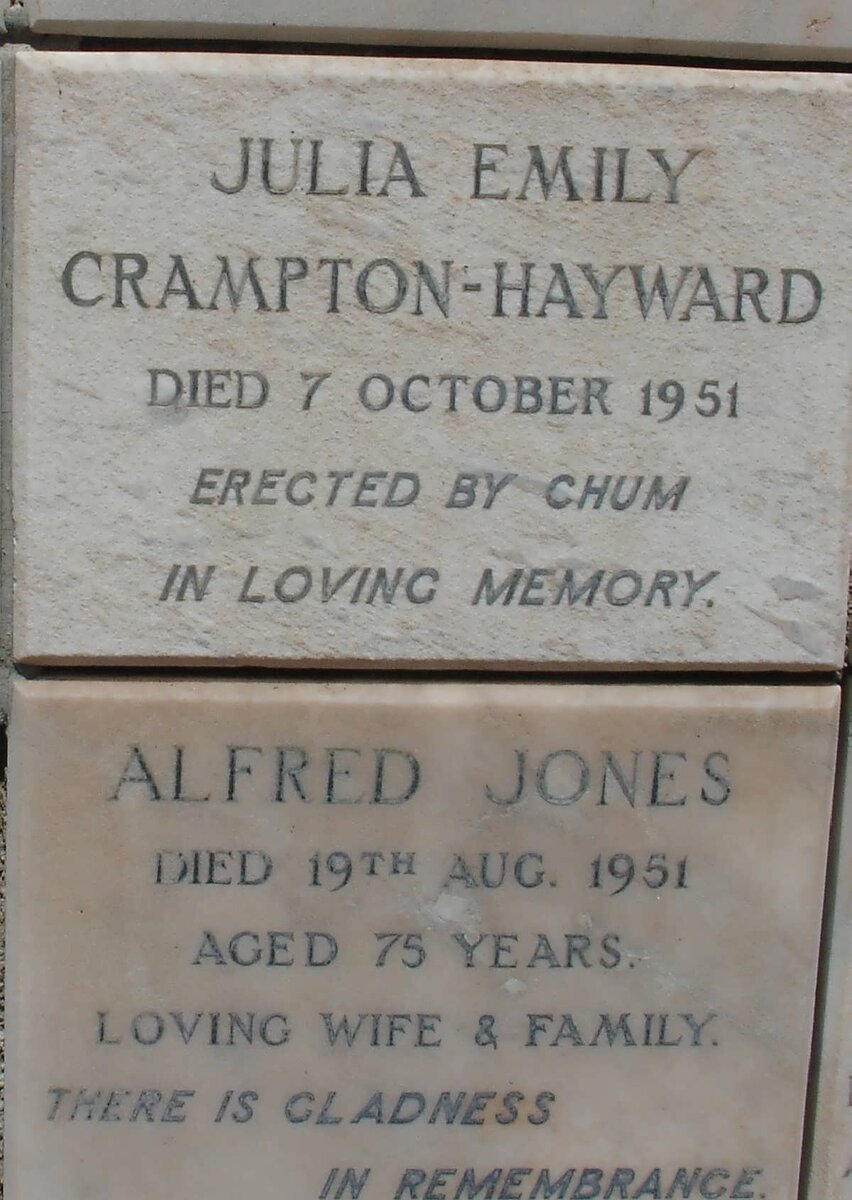 JULIA EMILY
CRAMPTON-HAYWARD
DIED 7 OCTOBER 1951
ERECTED BY CHUM
IN LOVING MEMORY.
ALFRED JONES
DIED 19TH AUG. 1951
AGED 75 YEARS.
LOVING WIFE & FAMILY.
THERE IS GLADNESS
IN REMEMBRANCE.